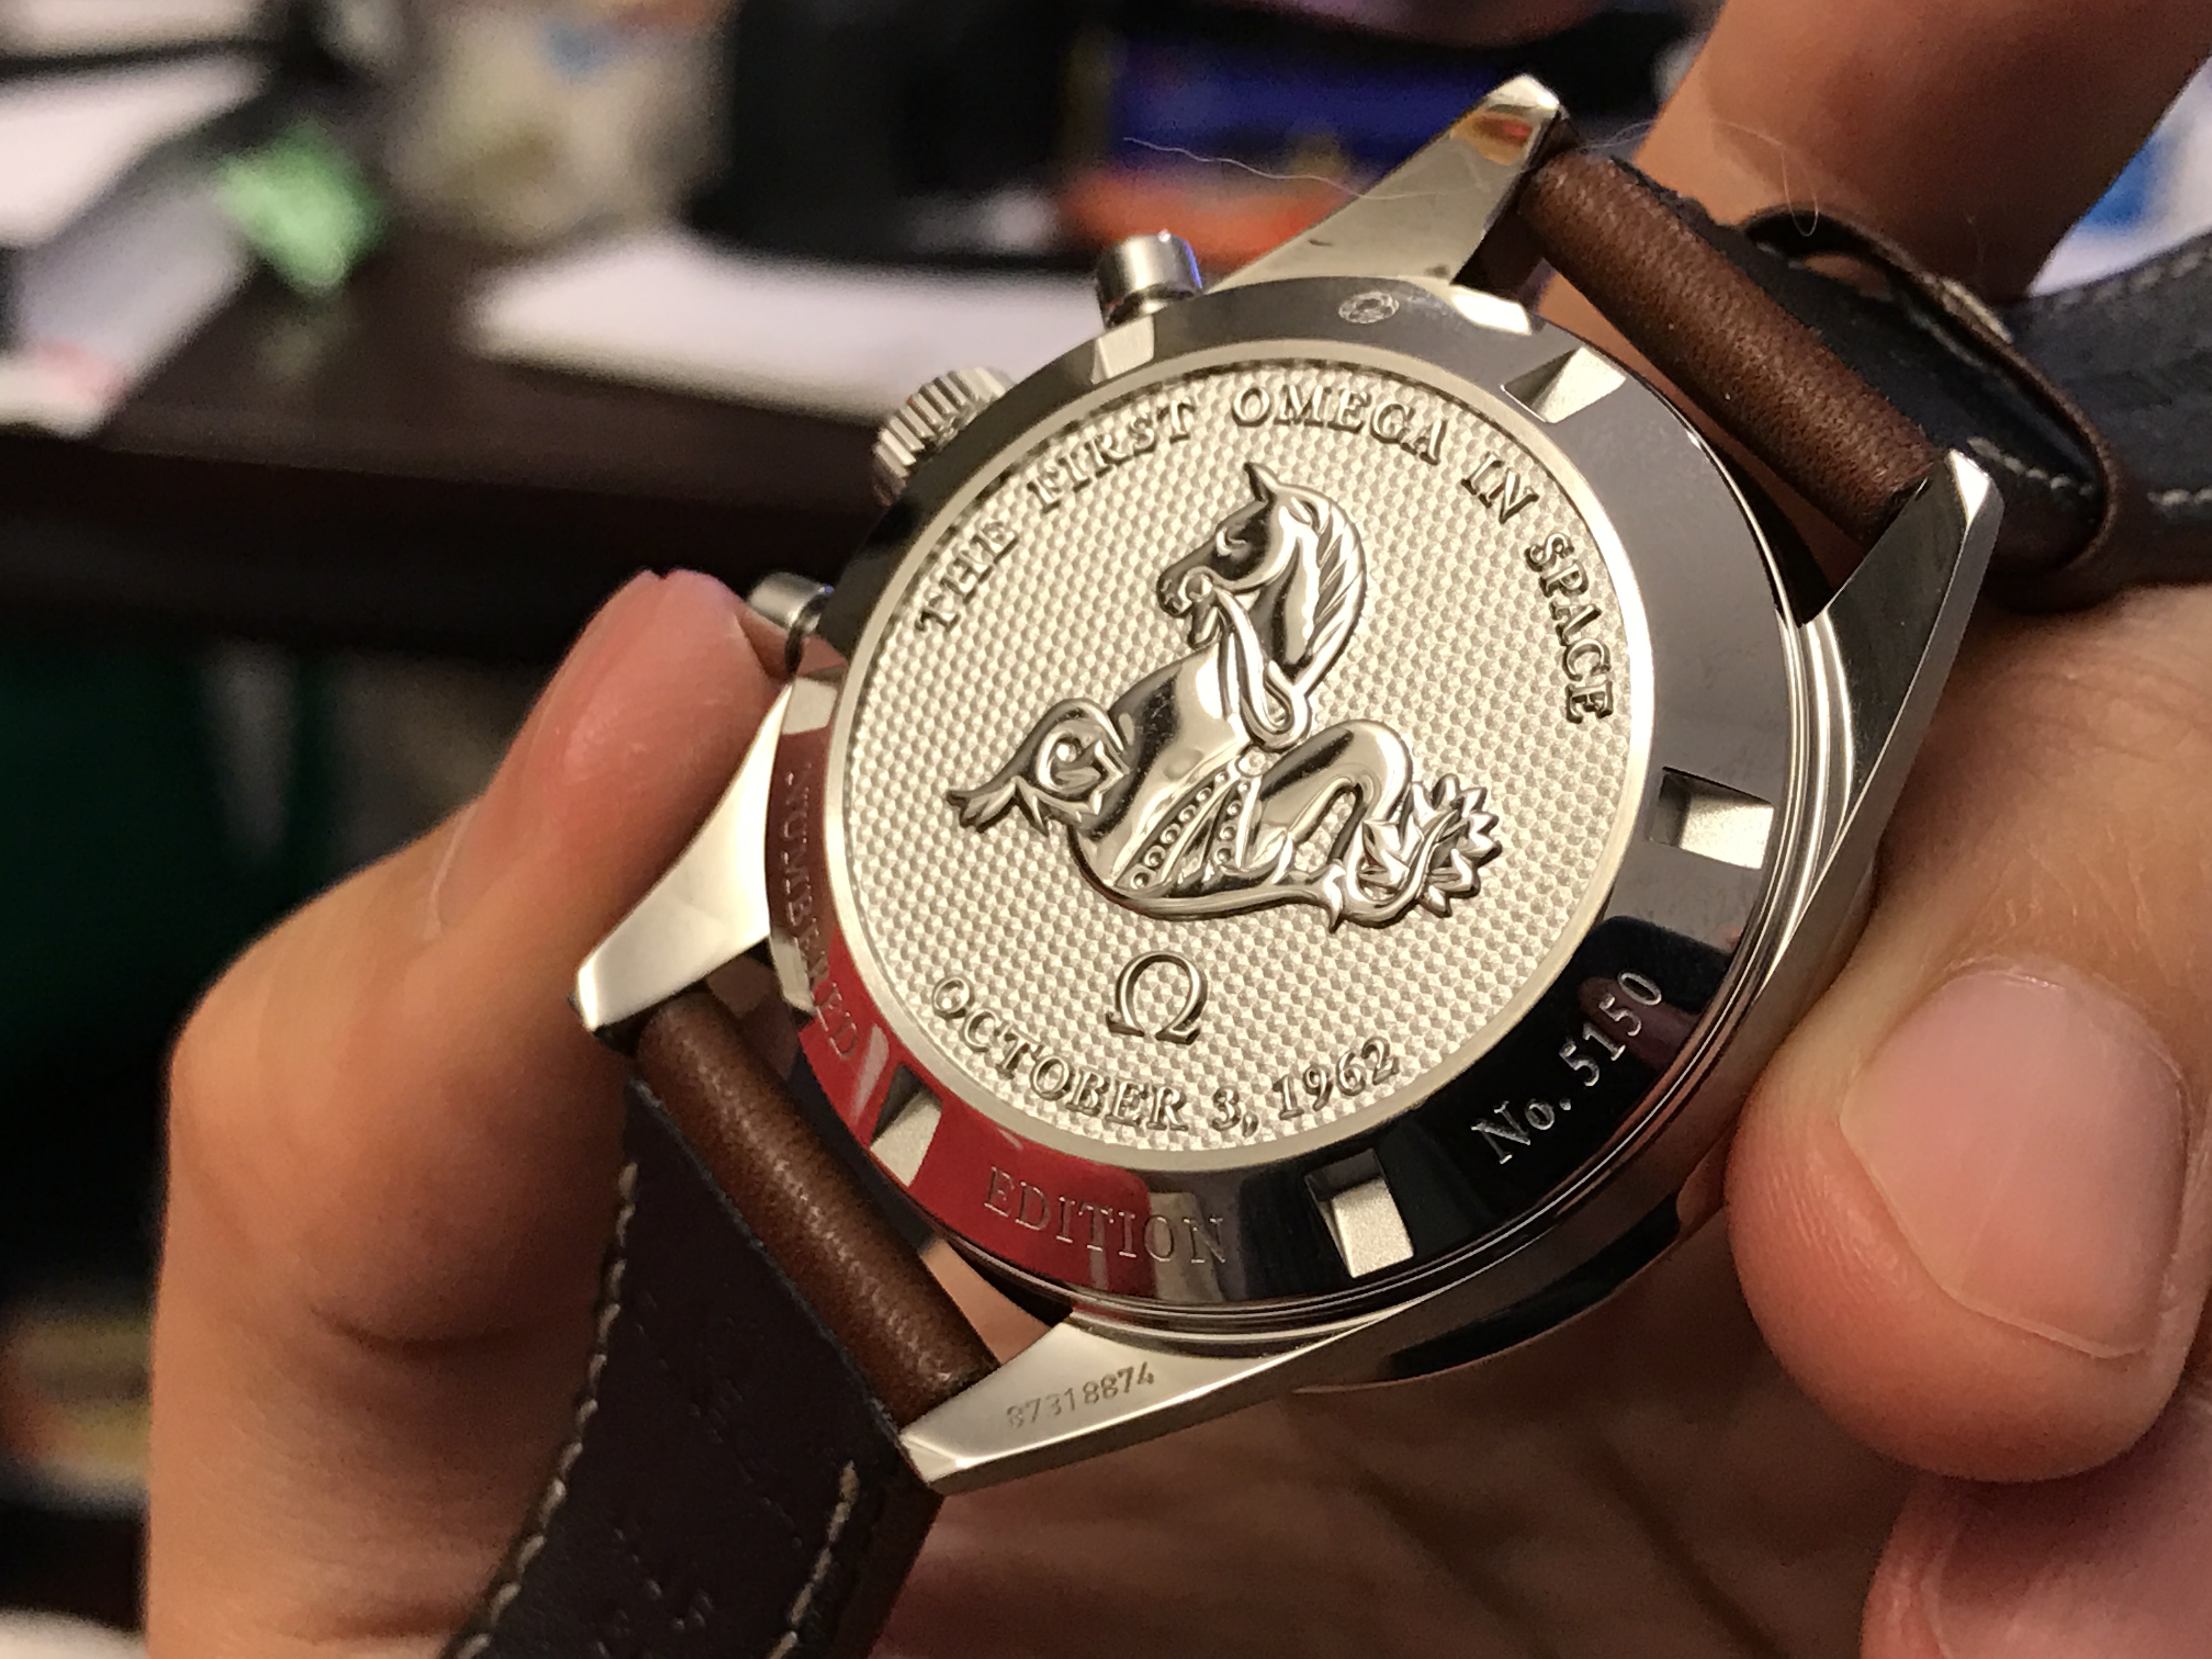 THE FIRST OMEGA IN SPACE
Ω
OCTOBER 3, 1962
NUMBERED EDITION No. 5150
87318874